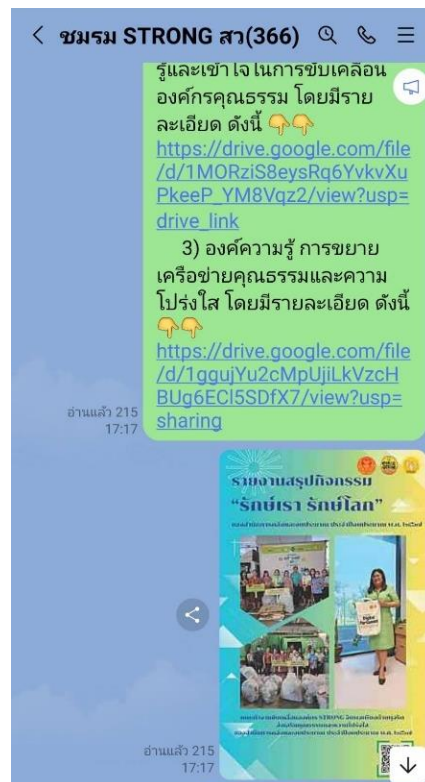 ชมรม STRONG สว(366)
รู้และเข้าใจในการขับเคลื่อน
องค์กรคุณธรรม โดยมีราย
ละเอียด ดังนี้ 👇👇
https://drive.google.com/file
/d/1MORziS8eysRq6YvkvXu
PkeeP_YM8Vqz2/view?usp=
drive_link
3) องค์ความรู้ การขยาย
เครือข่ายคุณธรรมและความ
โปร่งใส โดยมีรายละเอียด ดังนี้
👇👇
https://drive.google.com/file
/d/1ggujYu2cMpUjiLkVzcH
BUg6ECl5SDfX7/view?usp=
sharing
อ่านแล้ว 215
17:17
รายงานสรุปกิจกรรม
“รักษ์เรา รักษ์โลก”
อ่านแล้ว 215
17:17